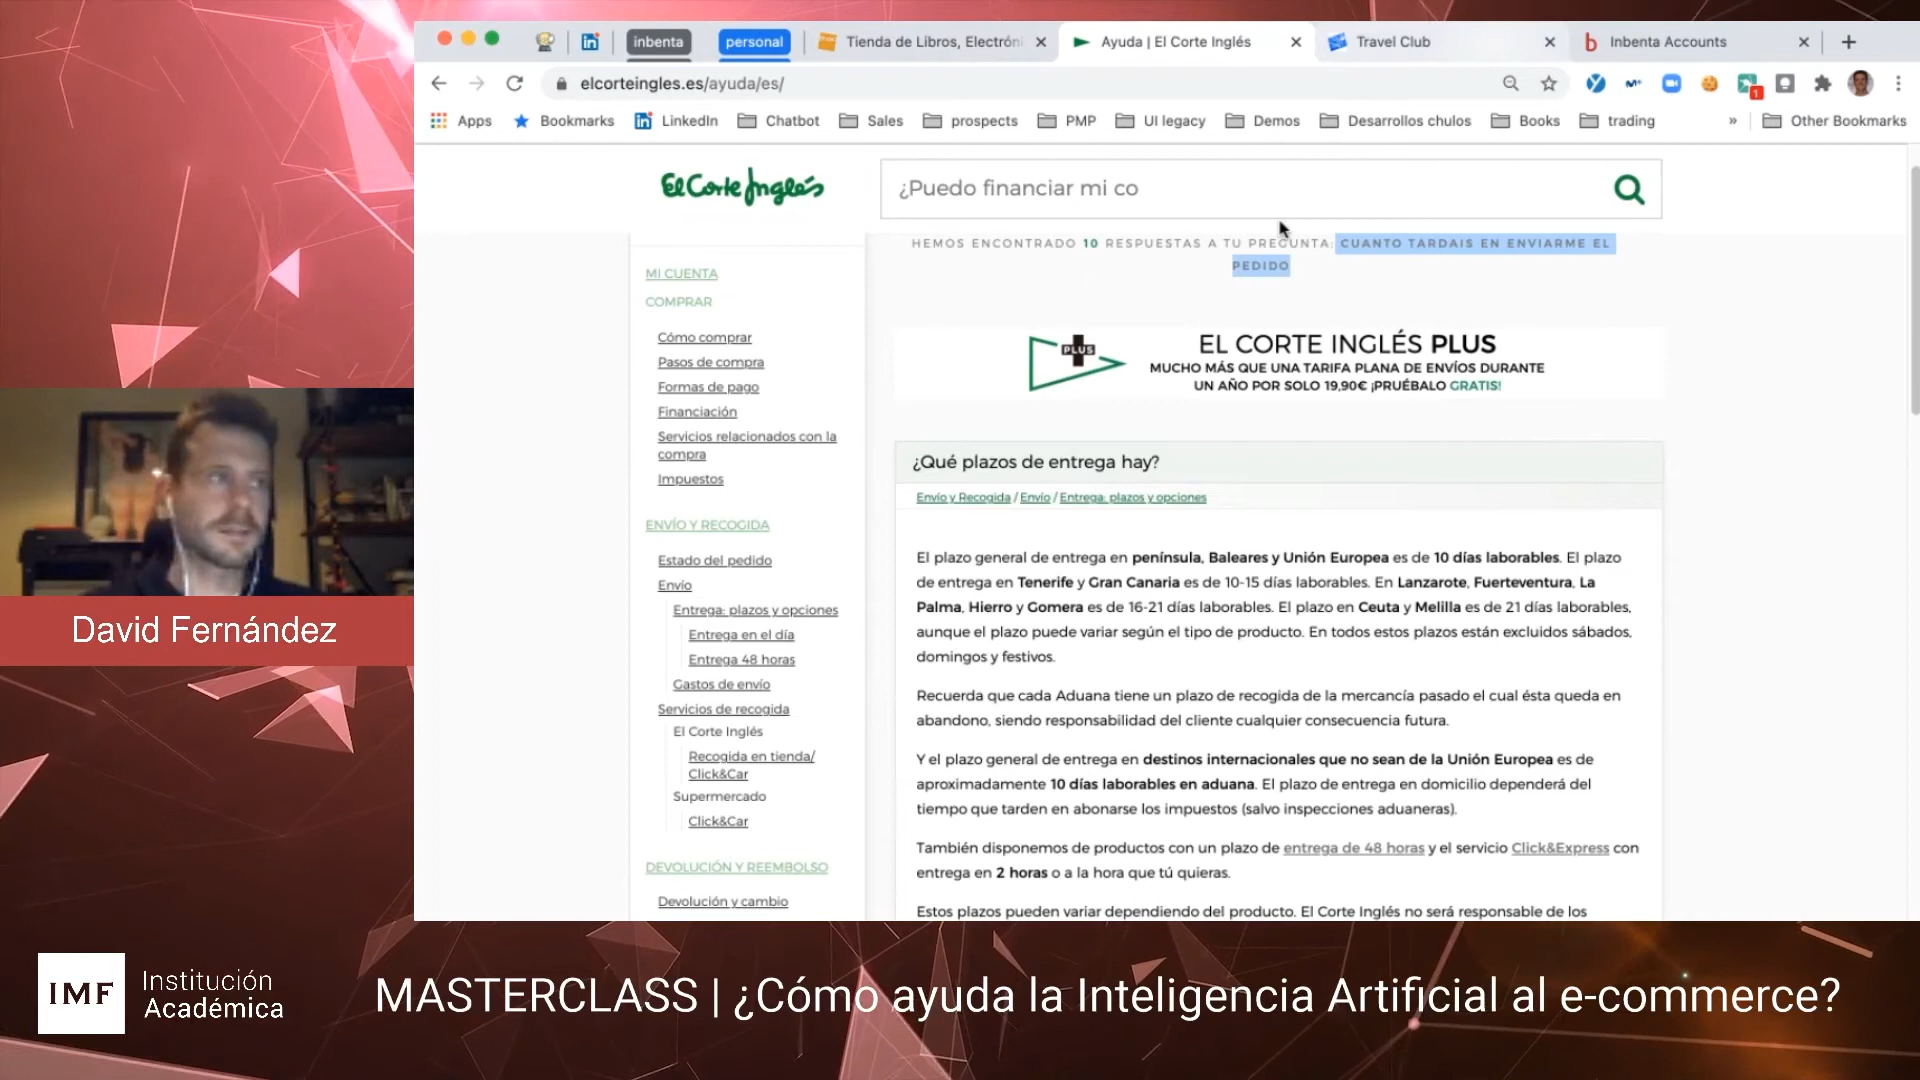 inbenta
personal
Tienda de Libros, Electróni
Ayuda | El Corte Inglés
Travel Club
Inbenta Accounts
elcorteingles.es/ayuda/es/
Apps
Bookmarks
LinkedIn
Chatbot
Sales
prospects
PMP
UI legacy
Demos
Desarrollos chulos
Books
trading
»
Other Bookmarks
El Corte Inglés
¿Puedo financiar mi co
HEMOS ENCONTRADO 10 RESPUESTAS A TU PREGUNTA: CUANTO TARDAIS EN ENVIARME EL
PEDIDO
MI CUENTA
COMPRAR
Cómo comprar
Pasos de compra
Formas de pago
Financiación
Servicios relacionados con la
compra
Impuestos
ENVÍO Y RECOGIDA
Estado del pedido
Envío
Entrega: plazos y opciones
Entrega en el día
Entrega 48 horas
Gastos de envío
Servicios de recogida
El Corte Inglés
Recogida en tienda/
Click&Car
Supermercado
Click&Car
DEVOLUCIÓN Y REEMBOLSO
Devolución y cambio
PLUS
EL CORTE INGLÉS PLUS
MUCHO MÁS QUE UNA TARIFA PLANA DE ENVÍOS DURANTE
UN AÑO POR SOLO 19,90€ ¡PRUÉBALO GRATIS!
¿Qué plazos de entrega hay?
Envío y Recogida / Envío / Entrega: plazos y opciones
El plazo general de entrega en península, Baleares y Unión Europea es de 10 días laborables. El plazo
de entrega en Tenerife y Gran Canaria es de 10-15 días laborables. En Lanzarote, Fuerteventura, La
Palma, Hierro y Gomera es de 16-21 días laborables. El plazo en Ceuta y Melilla es de 21 días laborables,
aunque el plazo puede variar según el tipo de producto. En todos estos plazos están excluidos sábados,
domingos y festivos.
Recuerda que cada Aduana tiene un plazo de recogida de la mercancía pasado el cual ésta queda en
abandono, siendo responsabilidad del cliente cualquier consecuencia futura.
Y el plazo general de entrega en destinos internacionales que no sean de la Unión Europea es de
aproximadamente 10 días laborables en aduana. El plazo de entrega en domicilio dependerá del
tiempo que tarden en abonarse los impuestos (salvo inspecciones aduaneras).
También disponemos de productos con un plazo de entrega de 48 horas y el servicio Click&Express con
entrega en 2 horas o a la hora que tú quieras.
Estos plazos pueden variar dependiendo del producto. El Corte Inglés no será responsable de los
David Fernández
IMF Institución
Académica
MASTERCLASS | ¿Cómo ayuda la Inteligencia Artificial al e-commerce?